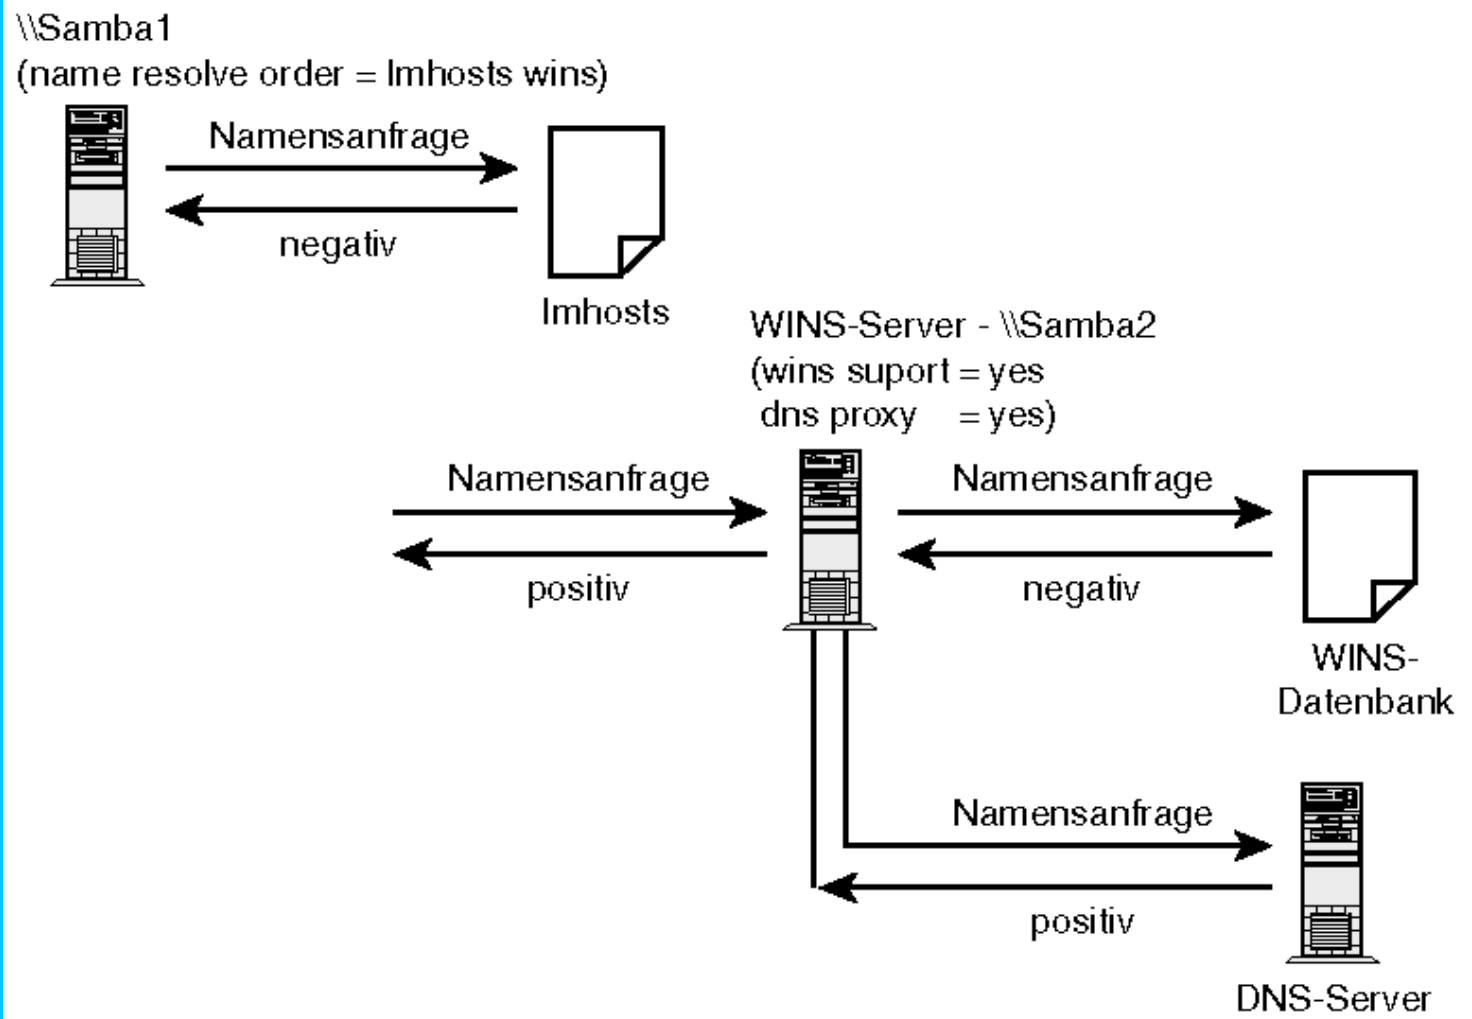 \\Samba1
(name resolve order = lmhosts wins)
Namensanfrage
negativ
lmhosts
WINS-Server - \\Samba2
(wins suport = yes
dns proxy = yes)
Namensanfrage
positiv
Namensanfrage
negativ
WINS-
Datenbank
Namensanfrage
positiv
DNS-Server